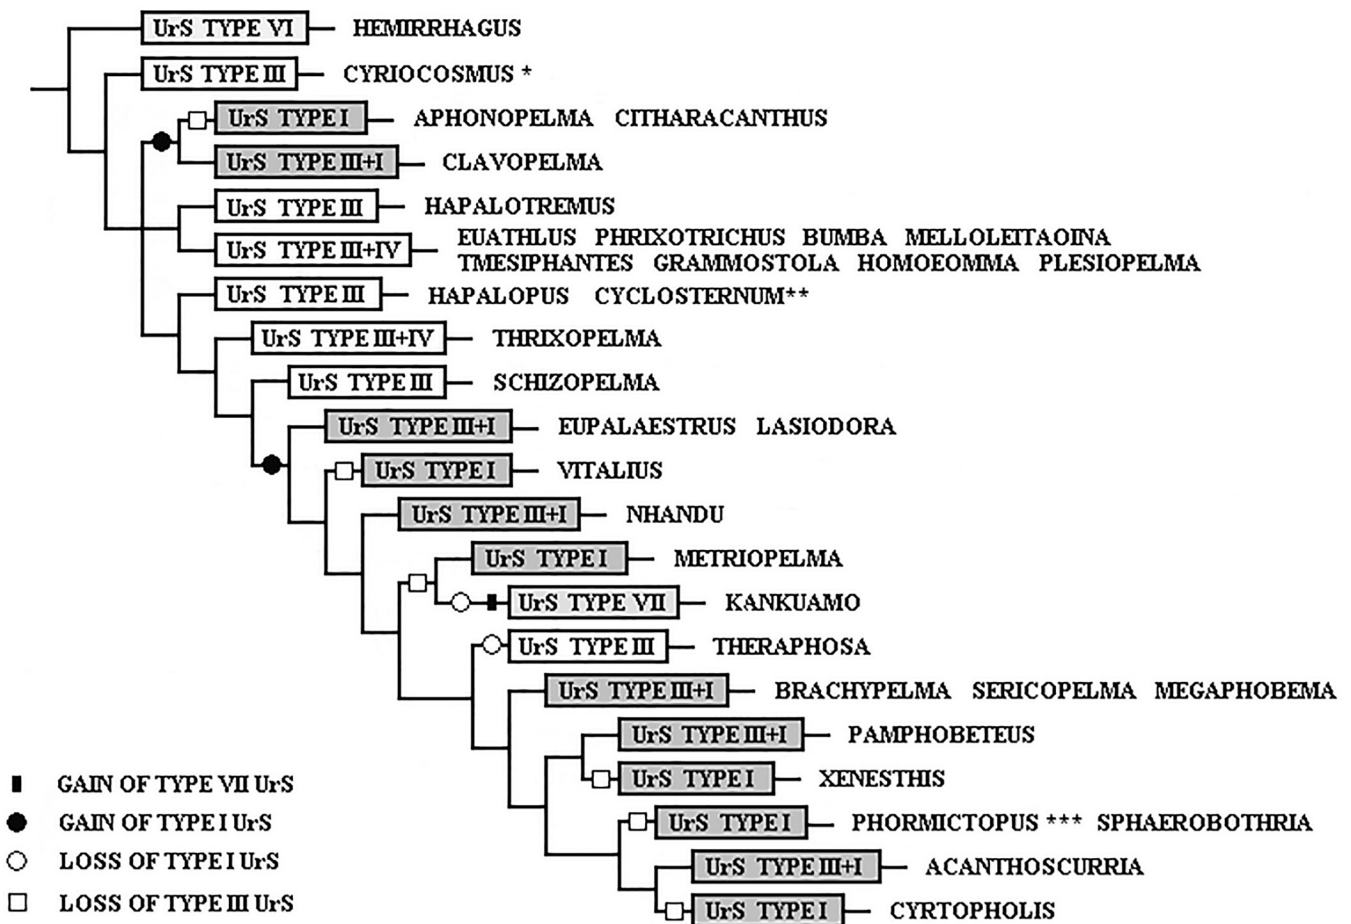 UrS TYPE VI HEMIRRHAGUS
UrS TYPE III CYRIOCOSMUS *
UrS TYPE I APHONOPELMA CITHARACANTHUS
UrS TYPE III+I CLAVOPELMA
UrS TYPE III HAPALOTREMUS
UrS TYPE III+IV EUATHLUS PHRIXOTRICHUS BUMBA MELLOLEITAOINA
TMESIPHANTES GRAMMOSTOLA HOMOEOMMA PLESIOPELMA
UrS TYPE III HAPALOPUS CYCLOSTERNUM**
UrS TYPE III+IV THRIXOPELMA
UrS TYPE III SCHIZOPELMA
UrS TYPE III+I EUPALAESTRUS LASIODORA
UrS TYPE I VITALIUS
UrS TYPE III+I NHANDU
UrS TYPE I METRIOPELMA
UrS TYPE VII KANKUAMO
UrS TYPE III THERAPHOSA
UrS TYPE III+I BRACHYPELMA SERICOPELMA MEGAPHOBEMA
UrS TYPE III+I PAMPHOBETEUS
UrS TYPE I XENESTHIS
UrS TYPE I PHORMICTOPUS *** SPHAEROBOTHRIA
UrS TYPE III+I ACANTHOSCURRIA
UrS TYPE I CYRTOPHOLIS
GAIN OF TYPE VII UrS
GAIN OF TYPE I UrS
LOSS OF TYPE I UrS
LOSS OF TYPE III UrS